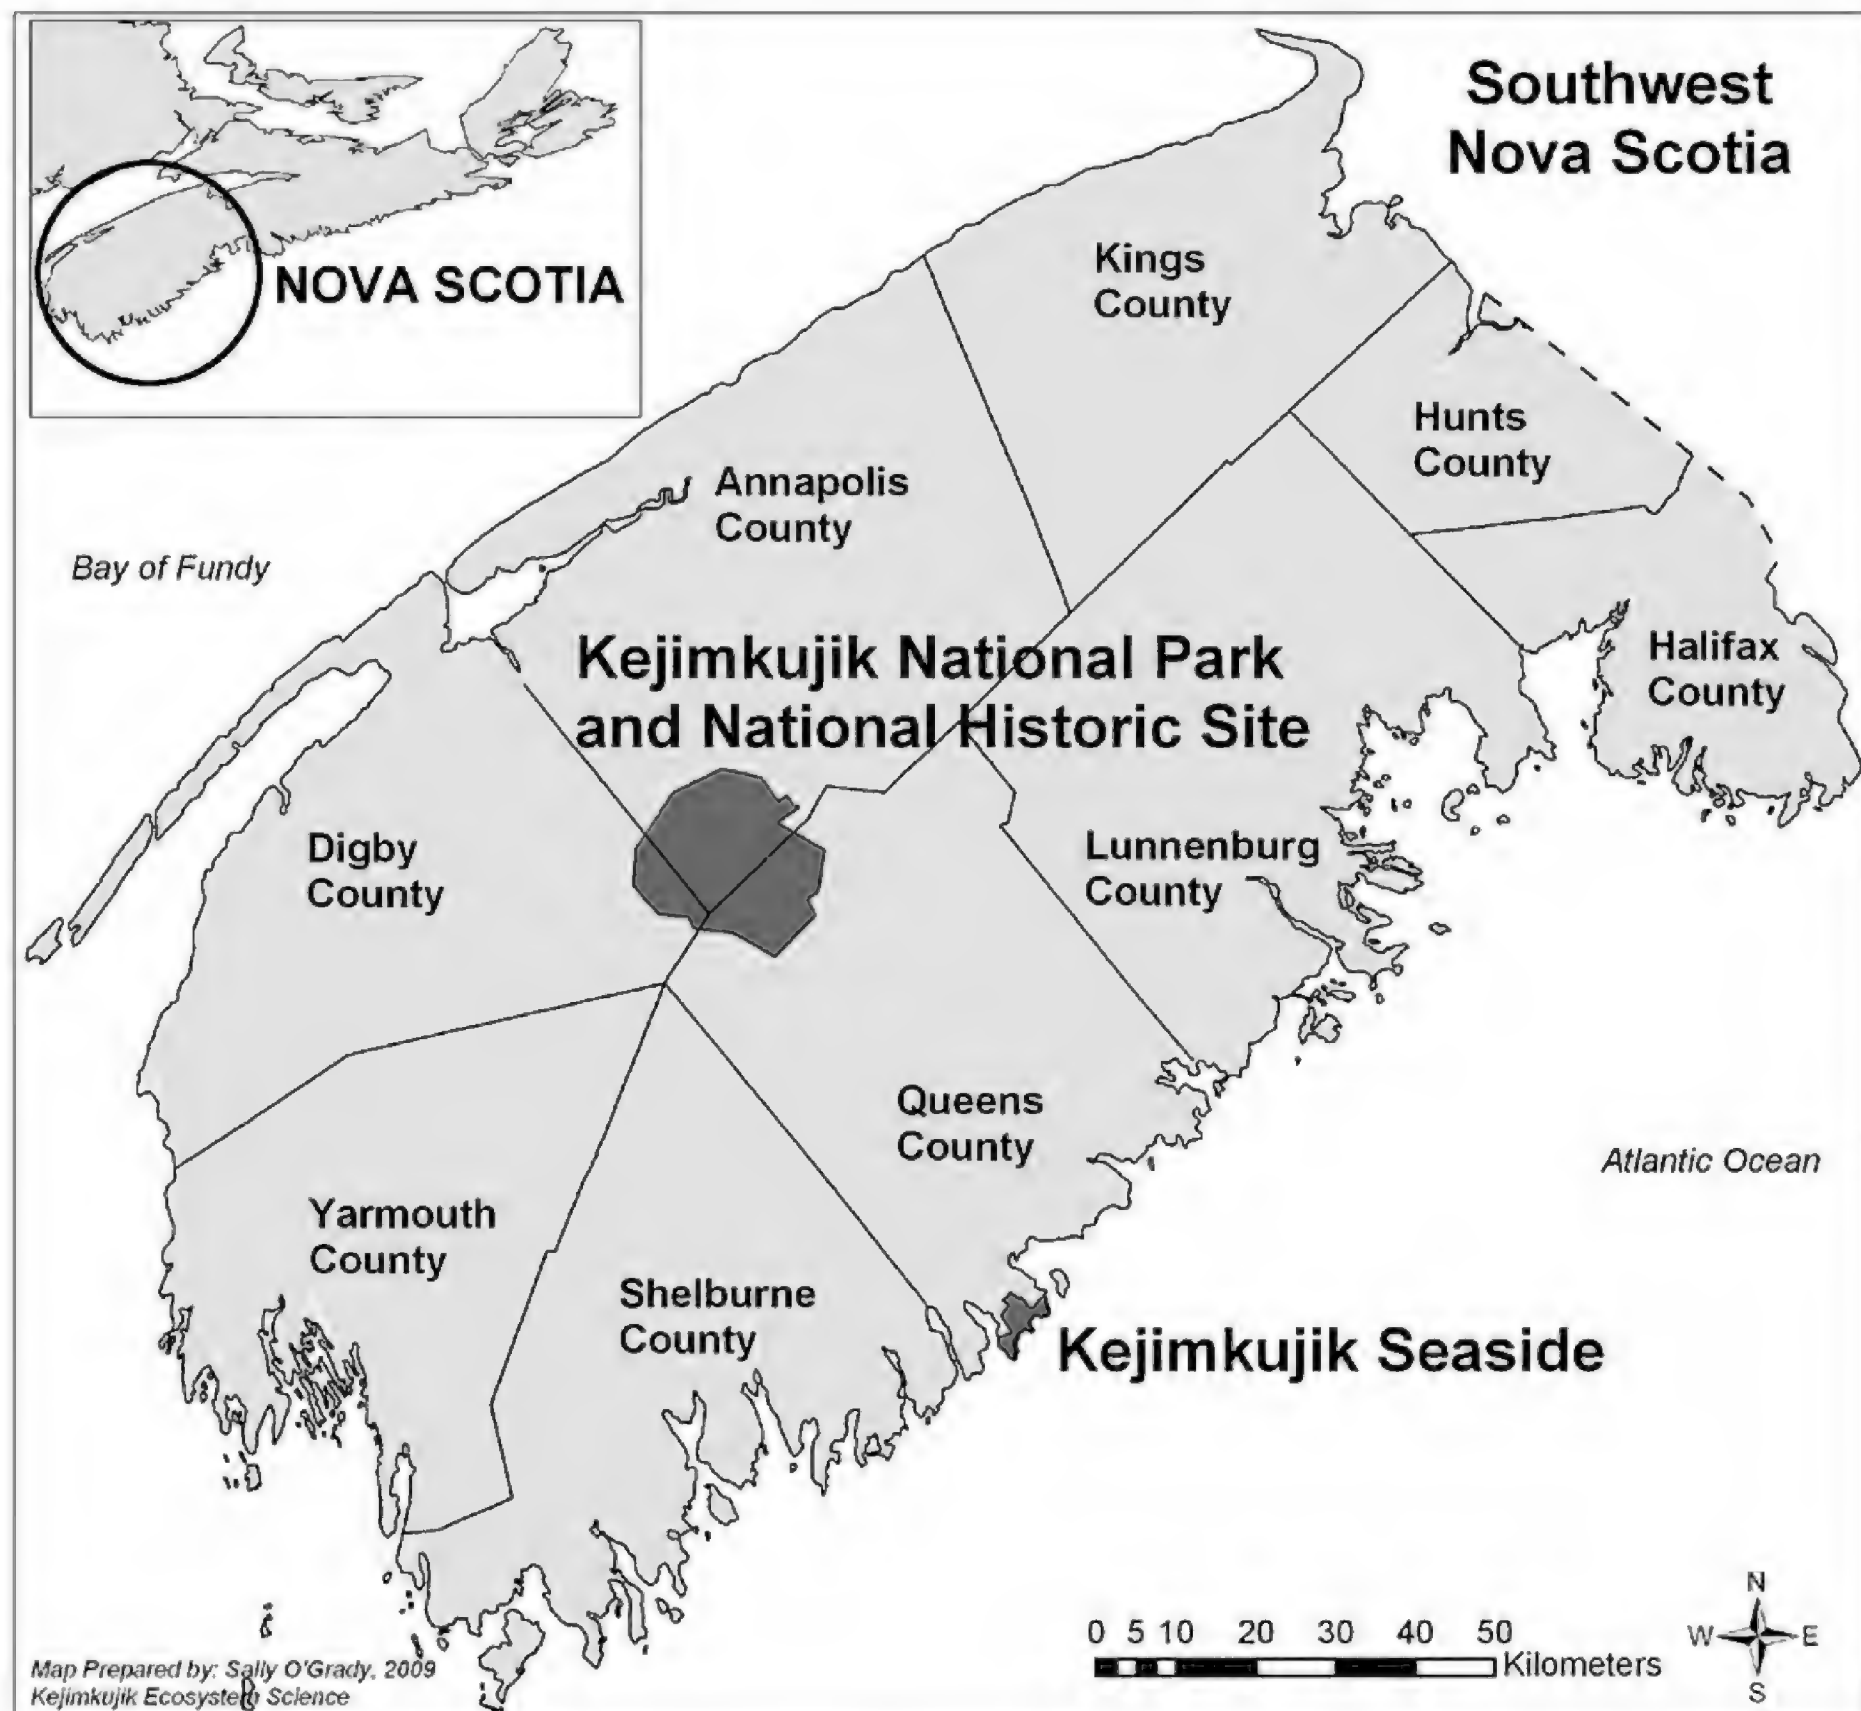 Southwest
Nova Scotia
NOVA SCOTIA
Kings
County
Hunts
County
Annapolis
County
Bay of Fundy
Kejimkujik National Park
and National Historic Site
Halifax
County
Digby
County
Lunnenburg
County
Queens
County
Atlantic Ocean
Yarmouth
County
Shelburne
County
Kejimkujik Seaside
N
W E
S
0 5 10 20 30 40 50
Kilometers
Map Prepared by: Sally O'Grady, 2009
Kejimkujik Ecosystem Science